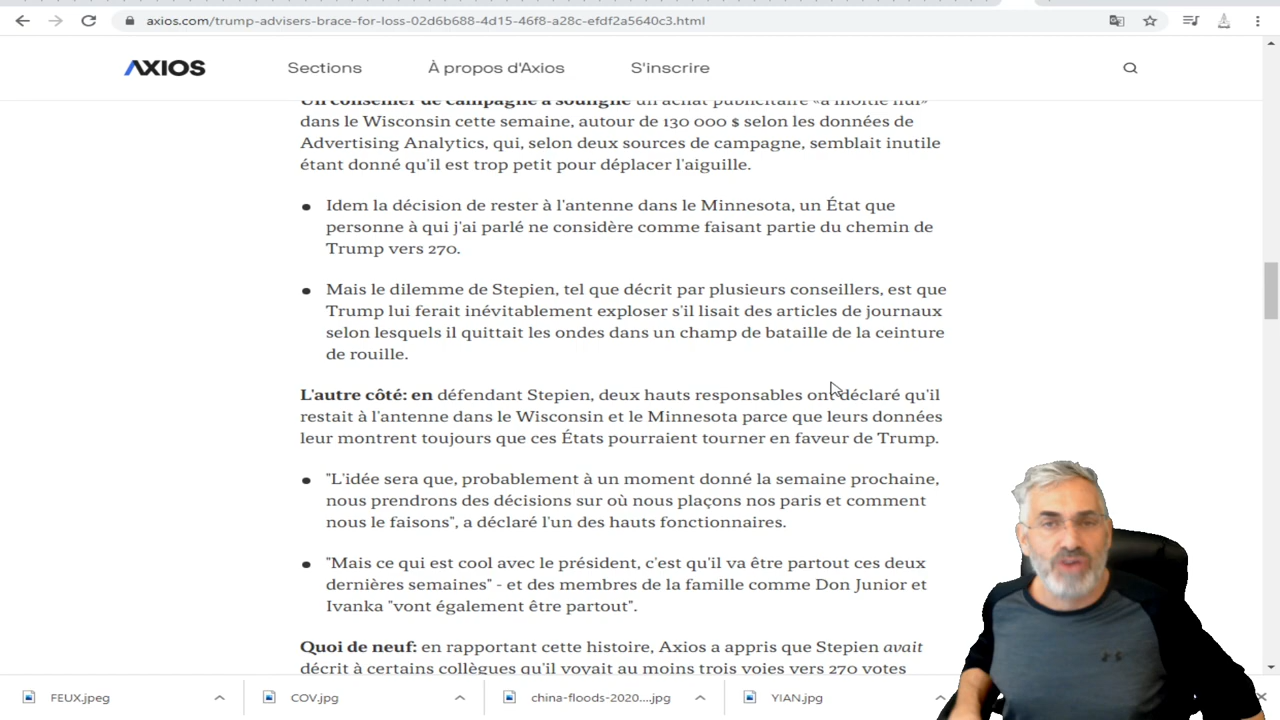 axios.com/trump-advisers-brace-for-loss-02d6b688-4d15-46f8-a28c-efdf2a5640c3.html
AXIOS Sections À propos d'Axios S'inscrire
Un conseiller de campagne a souligné un achat publicitaire «à moitié nul»
dans le Wisconsin cette semaine, autour de 130 000 $ selon les données de
Advertising Analytics, qui, selon deux sources de campagne, semblait inutile
étant donné qu'il est trop petit pour déplacer l'aiguille.
Idem la décision de rester à l'antenne dans le Minnesota, un État que
personne à qui j'ai parlé ne considère comme faisant partie du chemin de
Trump vers 270.
Mais le dilemme de Stepien, tel que décrit par plusieurs conseillers, est que
Trump lui ferait inévitablement exploser s'il lisait des articles de journaux
selon lesquels il quittait les ondes dans un champ de bataille de la ceinture
de rouille.
L'autre côté: en défendant Stepien, deux hauts responsables ont déclaré qu'il
restait à l'antenne dans le Wisconsin et le Minnesota parce que leurs données
leur montrent toujours que ces États pourraient tourner en faveur de Trump.
"L'idée sera que, probablement à un moment donné la semaine prochaine,
nous prendrons des décisions sur où nous plaçons nos paris et comment
nous le faisons", a déclaré l'un des hauts fonctionnaires.
"Mais ce qui est cool avec le président, c'est qu'il va être partout ces deux
dernières semaines" - et des membres de la famille comme Don Junior et
Ivanka "vont également être partout".
Quoi de neuf: en rapportant cette histoire, Axios a appris que Stepien avait
décrit à certains collègues qu'il voyait au moins trois voies vers 270 votes
FEUX.jpeg COV.jpg china-floods-2020....jpg YIAN.jpg